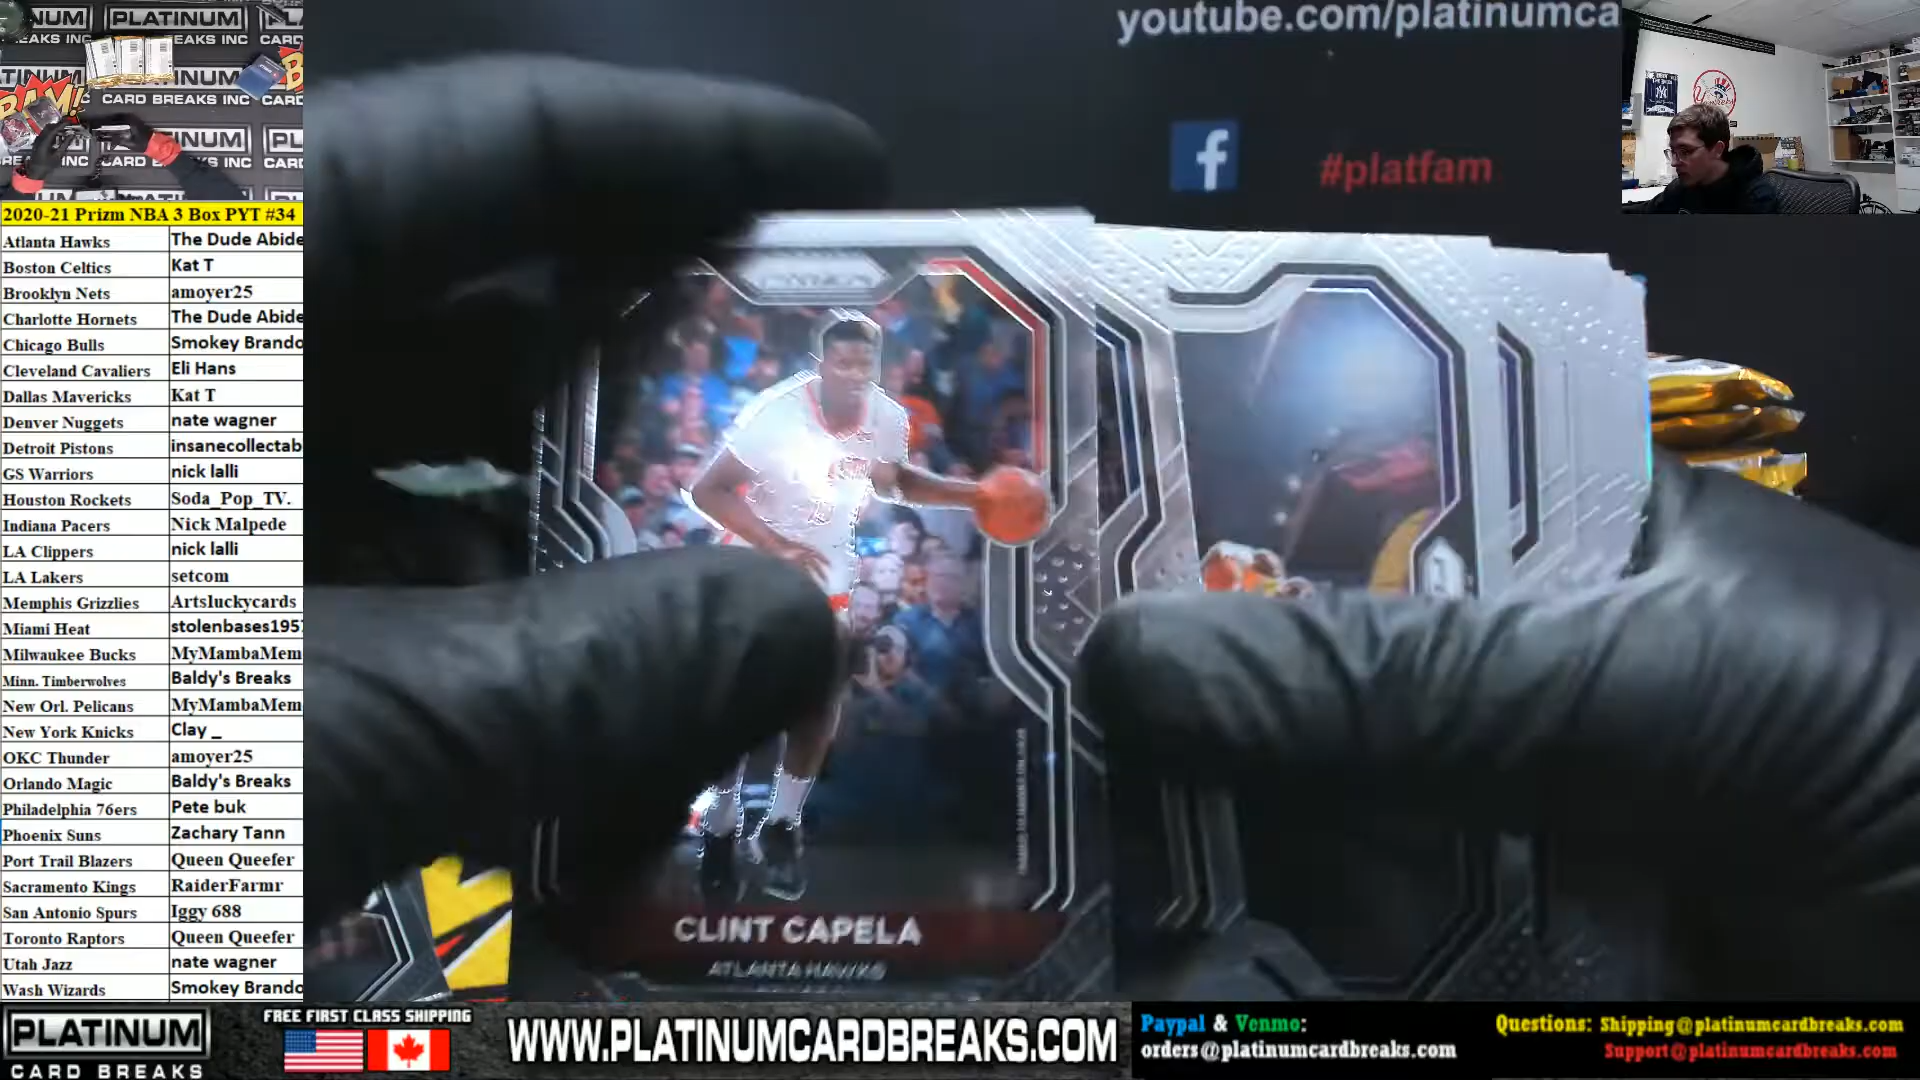 youtube.com/platinumca
#platfam
PLATINUM
CARD BREAKS INC
BAM!
2020-21 Prizm NBA 3 Box PYT #34
Atlanta Hawks The Dude Abide
Boston Celtics Kat T
Brooklyn Nets amoyer25
Charlotte Hornets The Dude Abide
Chicago Bulls Smokey Brando
Cleveland Cavaliers Eli Hans
Dallas Mavericks Kat T
Denver Nuggets nate wagner
Detroit Pistons insanecollectab
GS Warriors nick lalli
Houston Rockets Soda_Pop_TV.
Indiana Pacers Nick Malpede
LA Clippers nick lalli
LA Lakers setcom
Memphis Grizzlies Artsluckycards
Miami Heat stolenbases195
Milwaukee Bucks MyMambaMem
Minn. Timberwolves Baldy's Breaks
New Orl. Pelicans MyMambaMem
New York Knicks Clay _
OKC Thunder amoyer25
Orlando Magic Baldy's Breaks
Philadelphia 76ers Pete buk
Phoenix Suns Zachary Tann
Port Trail Blazers Queen Queefer
Sacramento Kings RaiderFarmr
San Antonio Spurs Iggy 688
Toronto Raptors Queen Queefer
Utah Jazz nate wagner
Wash Wizards Smokey Brando
CLINT CAPELA
ATLANTA HAWKS
PLATINUM
CARD BREAKS
FREE FIRST CLASS SHIPPING
WWW.PLATINUMCARDBREAKS.COM
Paypal & Venmo:
orders@platinumcardbreaks.com
Questions: Shipping@platinumcardbreaks.com
Support@platinumcardbreaks.com